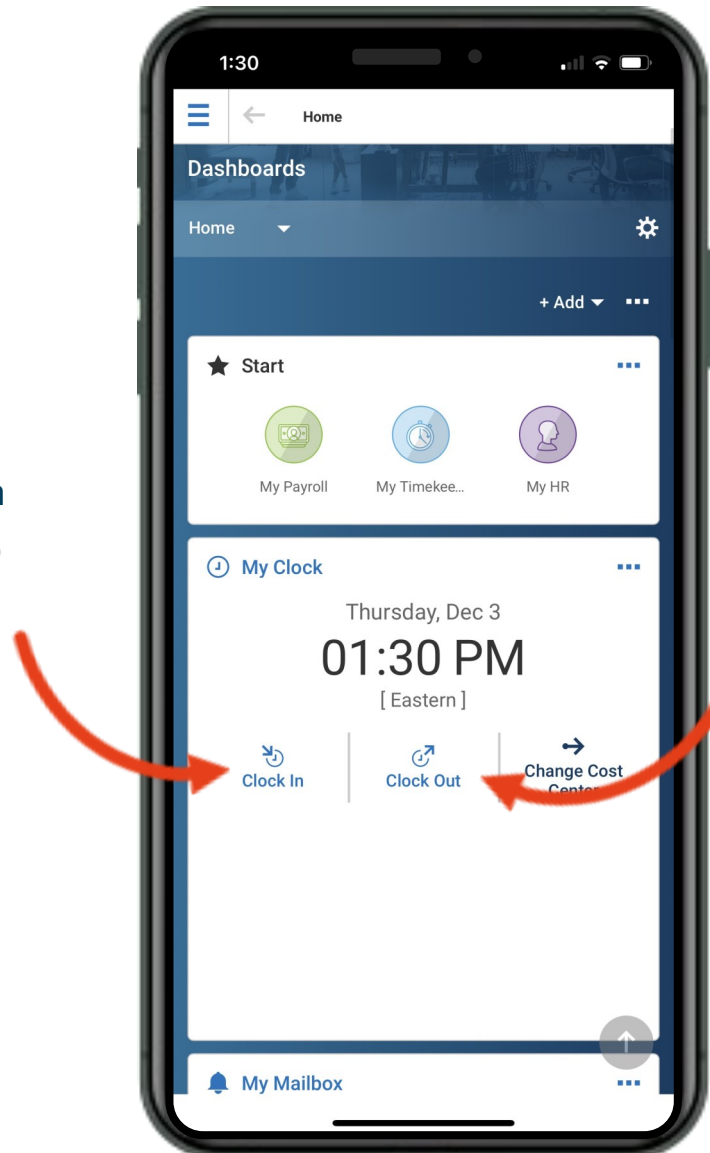 1:30
Home
Dashboards
Home
+ Add
Start
My Payroll
My Timekee...
My HR
My Clock
Thursday, Dec 3
01:30 PM
[ Eastern ]
Clock In
Clock Out
Change Cost
Center
My Mailbox